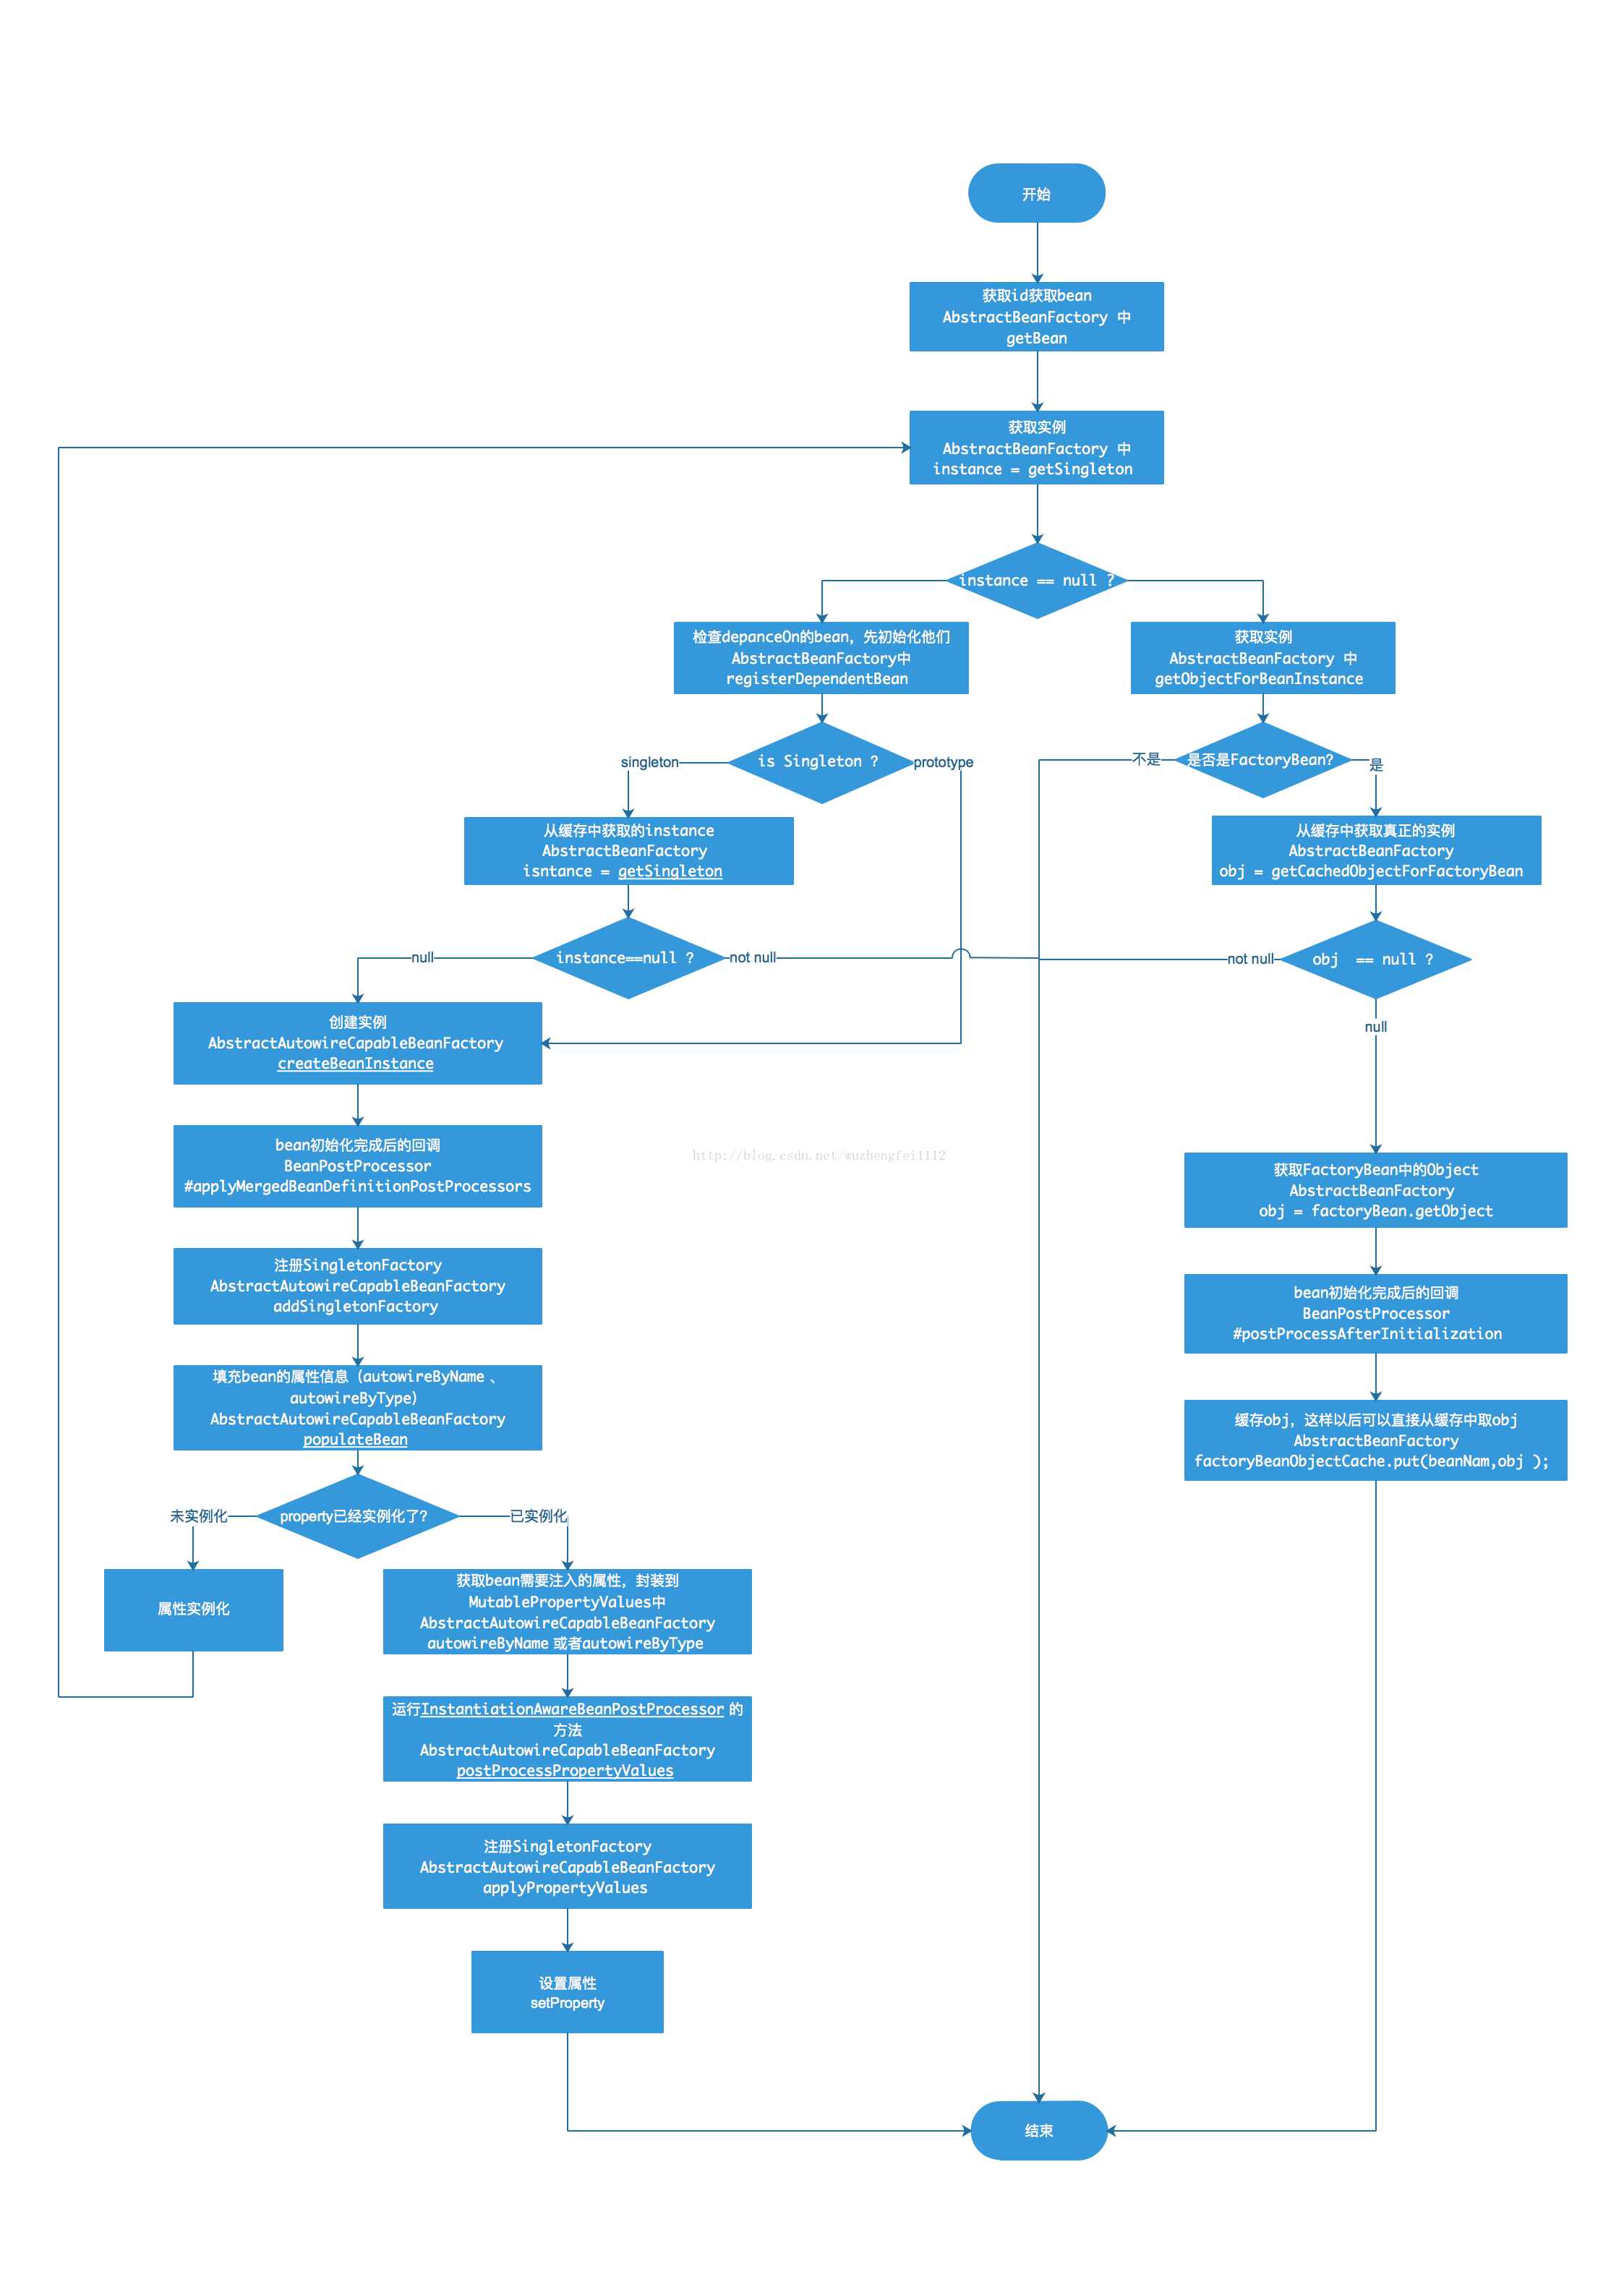 开始
获取id获取bean
AbstractBeanFactory 中
getBean
获取实例
AbstractBeanFactory 中
instance = getSingleton
instance == null ?
检查depanceOn的bean，先初始化他们
AbstractBeanFactory中
registerDependentBean
获取实例
AbstractBeanFactory 中
getObjectForBeanInstance
singleton
is Singleton ?
prototype
不是
是否是FactoryBean?
是
从缓存中获取的instance
AbstractBeanFactory
isntance = getSingleton
从缓存中获取真正的实例
AbstractBeanFactory
obj = getCachedObjectForFactoryBean
null
instance==null ?
not null
not null
obj == null ?
null
创建实例
AbstractAutowireCapableBeanFactory
createBeanInstance
bean初始化完成后的回调
BeanPostProcessor
#applyMergedBeanDefinitionPostProcessors
http://blog.csdn.net/wuzhengfei1112
获取FactoryBean中的Object
AbstractBeanFactory
obj = factoryBean.getObject
注册SingletonFactory
AbstractAutowireCapableBeanFactory
addSingletonFactory
bean初始化完成后的回调
BeanPostProcessor
#postProcessAfterInitialization
填充bean的属性信息（autowireByName 、
autowireByType）
AbstractAutowireCapableBeanFactory
populateBean
缓存obj，这样以后可以直接从缓存中取obj
AbstractBeanFactory
factoryBeanObjectCache.put(beanNam,obj );
未实例化
property已经实例化了?
已实例化
属性实例化
获取bean需要注入的属性，封装到
MutablePropertyValues中
AbstractAutowireCapableBeanFactory
autowireByName 或者autowireByType
运行InstantiationAwareBeanPostProcessor 的
方法
AbstractAutowireCapableBeanFactory
postProcessPropertyValues
注册SingletonFactory
AbstractAutowireCapableBeanFactory
applyPropertyValues
设置属性
setProperty
结束